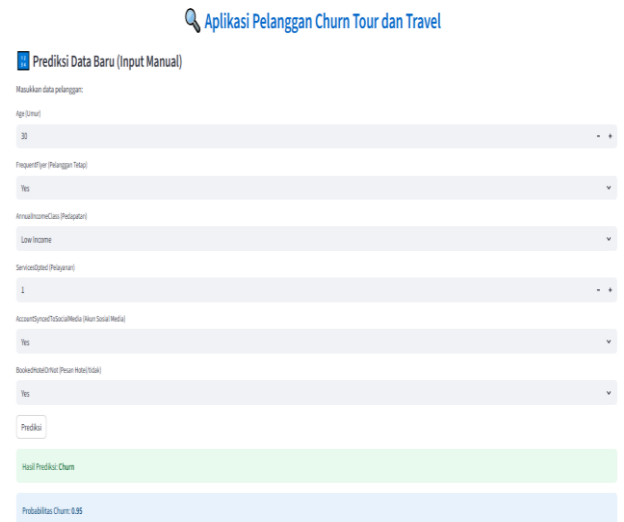 Aplikasi Pelanggan Churn Tour dan Travel
Prediksi Data Baru (Input Manual)
Masukkan data pelanggan:
Age (Umur)
30
- +
FrequentFlyer (Pelanggan Tetap)
Yes
AnnualIncomeClass (Pedapatan)
Low Income
ServicesOpted (Pelayanan)
1
- +
AccountSyncedToSocialMedia (Akun Sosial Media)
Yes
BookedHotelOrNot (Pesan Hotel/tidak)
Yes
Prediksi
Hasil Prediksi: Churn
Probabilitas Churn: 0.95